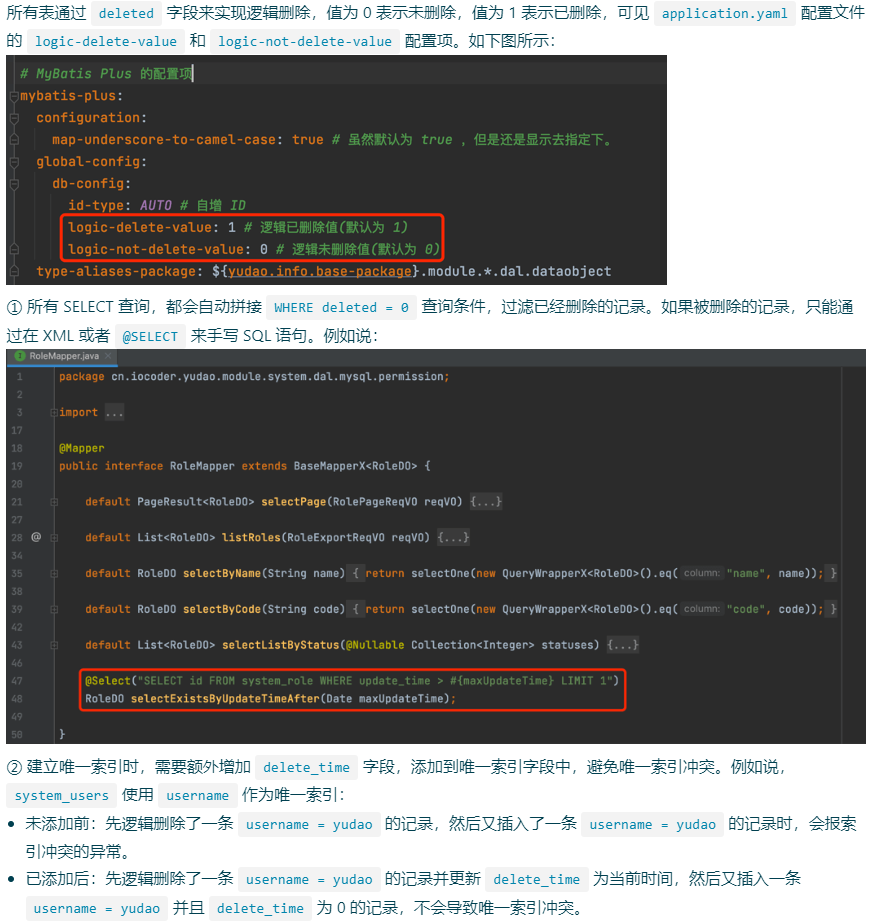 所有表通过 deleted 字段来实现逻辑删除，值为 0 表示未删除，值为 1 表示已删除，可见 application.yaml 配置文件
的 logic-delete-value 和 logic-not-delete-value 配置项。如下图所示：
# MyBatis Plus 的配置项
mybatis-plus:
configuration:
map-underscore-to-camel-case: true # 虽然默认为 true ，但是还是显示去指定下。
global-config:
db-config:
id-type: AUTO # 自增 ID
logic-delete-value: 1 # 逻辑已删除值(默认为 1)
logic-not-delete-value: 0 # 逻辑未删除值(默认为 0)
type-aliases-package: ${yudao.info.base-package}.module.*.dal.dataobject
① 所有 SELECT 查询，都会自动拼接 WHERE deleted = 0 查询条件，过滤已经删除的记录。如果被删除的记录，只能通
过在 XML 或者 @SELECT 来手写 SQL 语句。例如说：
RoleMapper.java
1 package cn.iocoder.yudao.module.system.dal.mysql.permission;
2
3 import ...
17
18 @Mapper
19 public interface RoleMapper extends BaseMapperX<RoleDO> {
20
21 default PageResult<RoleDO> selectPage(RolePageReqVO reqVO) {...}
27
28 @ default List<RoleDO> listRoles(RoleExportReqVO reqVO) {...}
34
35 default RoleDO selectByName(String name) { return selectOne(new QueryWrapperX<RoleDO>().eq( column: "name", name)); }
38
39 default RoleDO selectByCode(String code) { return selectOne(new QueryWrapperX<RoleDO>().eq( column: "code", code)); }
42
43 default List<RoleDO> selectListByStatus(@Nullable Collection<Integer> statuses) {...}
46
47 @Select("SELECT id FROM system_role WHERE update_time > #{maxUpdateTime} LIMIT 1")
48 RoleDO selectExistsByUpdateTimeAfter(Date maxUpdateTime);
49
50 }
② 建立唯一索引时，需要额外增加 delete_time 字段，添加到唯一索引字段中，避免唯一索引冲突。例如说，
system_users 使用 username 作为唯一索引：
• 未添加前：先逻辑删除了一条 username = yudao 的记录，然后又插入了一条 username = yudao 的记录时，会报索
引冲突的异常。
• 已添加后：先逻辑删除了一条 username = yudao 的记录并更新 delete_time 为当前时间，然后又插入一条
username = yudao 并且 delete_time 为 0 的记录，不会导致唯一索引冲突。